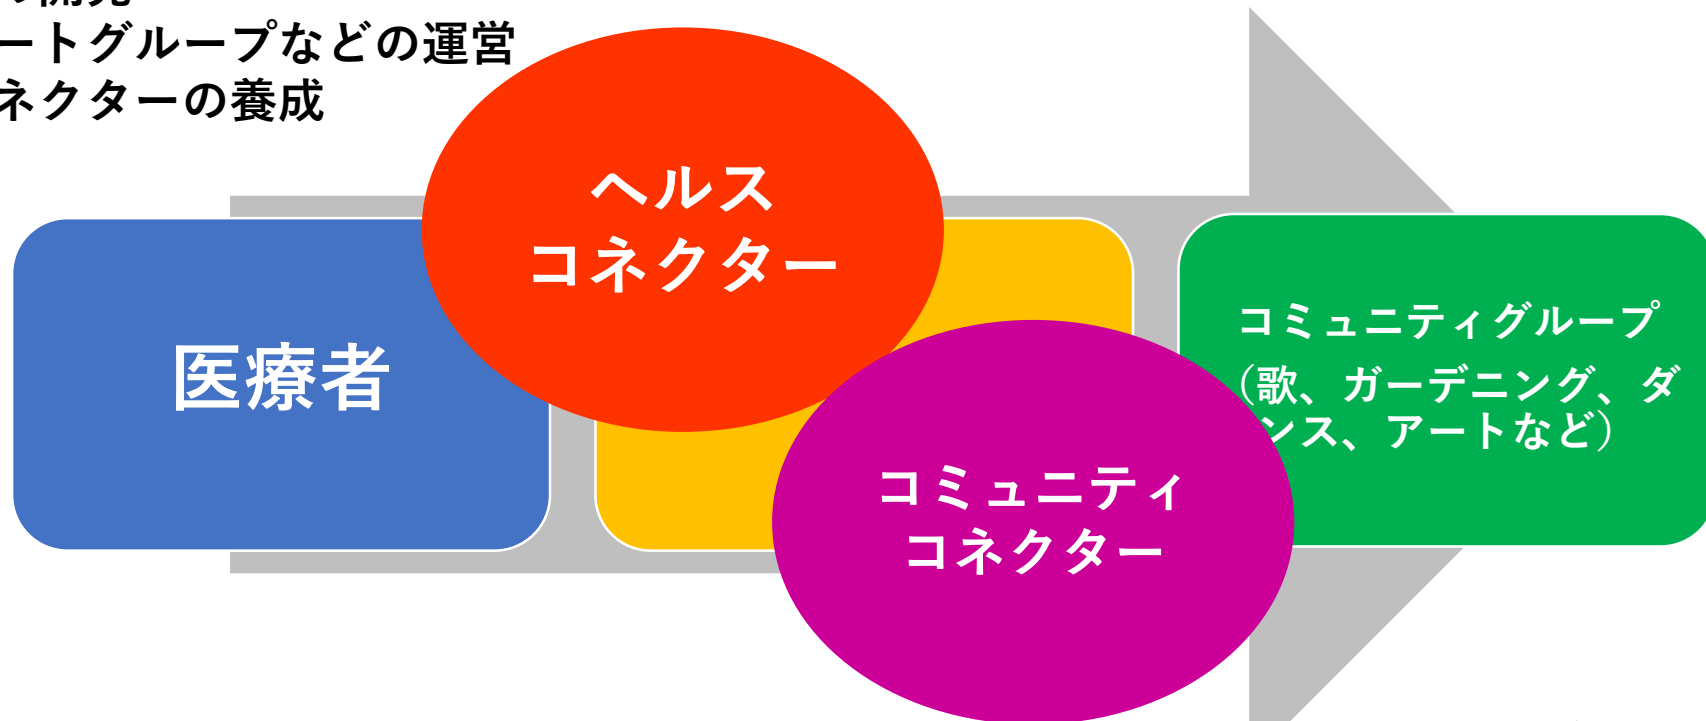 の開発
ートグループなどの運営
ネクターの養成
ヘルス
コネクター
医療者
コミュニティグループ
（歌、ガーデニング、ダ
ンス、アートなど）
コミュニティ
コネクター